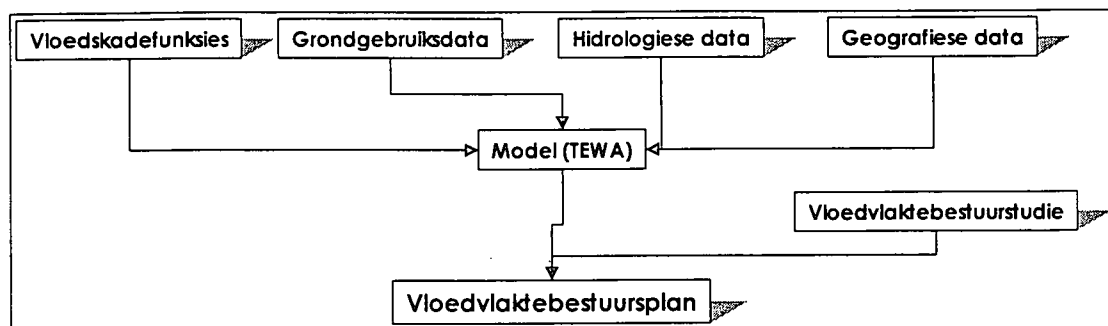 Vloedskadefunksies
Grondgebruiksdata
Hidrologiese data
Geografiese data
Model (TEWA)
Vloedvlaktebestuurstudie
Vloedvlaktebestuursplan